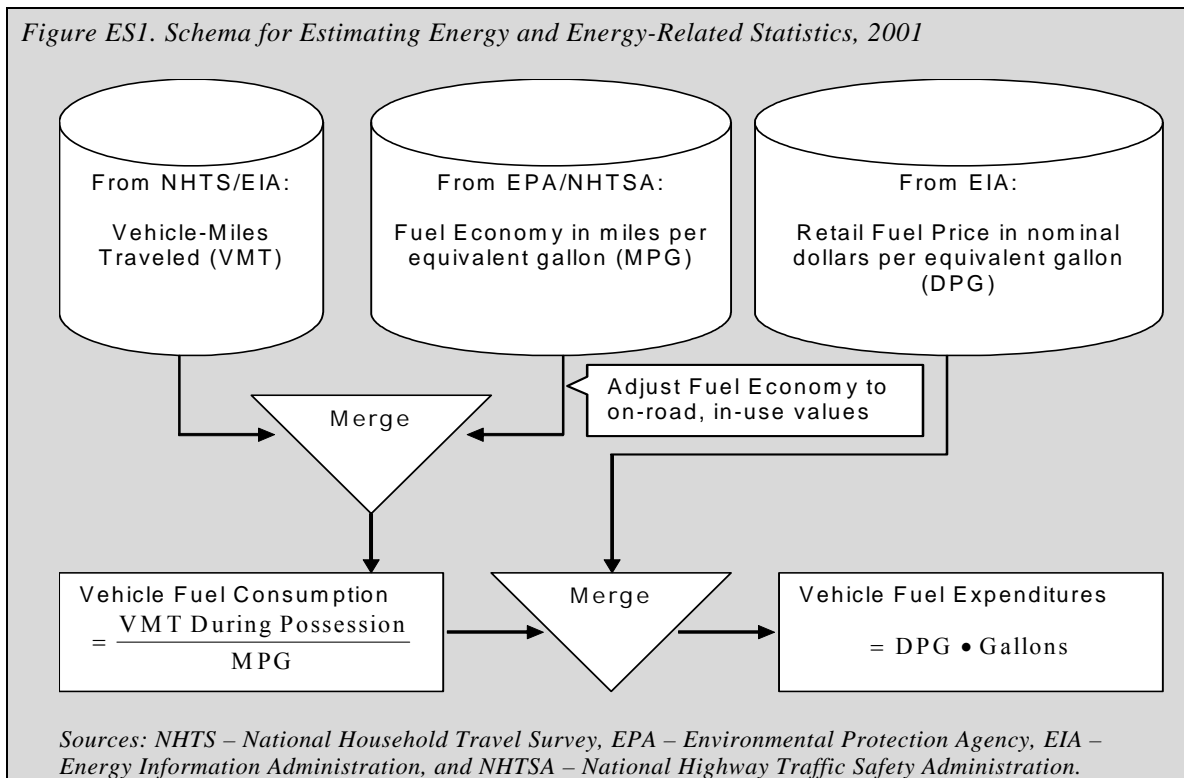 Figure ES1. Schema for Estimating Energy and Energy-Related Statistics, 2001
From NHTS/EIA:
Vehicle-Miles
Traveled (VMT)
From EPA/NHTSA:
Fuel Economy in miles per
equivalent gallon (MPG)
From EIA:
Retail Fuel Price in nominal
dollars per equivalent gallon
(DPG)
Adjust Fuel Economy to
on-road, in-use values
Merge
Vehicle Fuel Consumption
= VMT During Possession
MPG
Merge
Vehicle Fuel Expenditures
= DPG • Gallons
Sources: NHTS – National Household Travel Survey, EPA – Environmental Protection Agency, EIA –
Energy Information Administration, and NHTSA – National Highway Traffic Safety Administration.